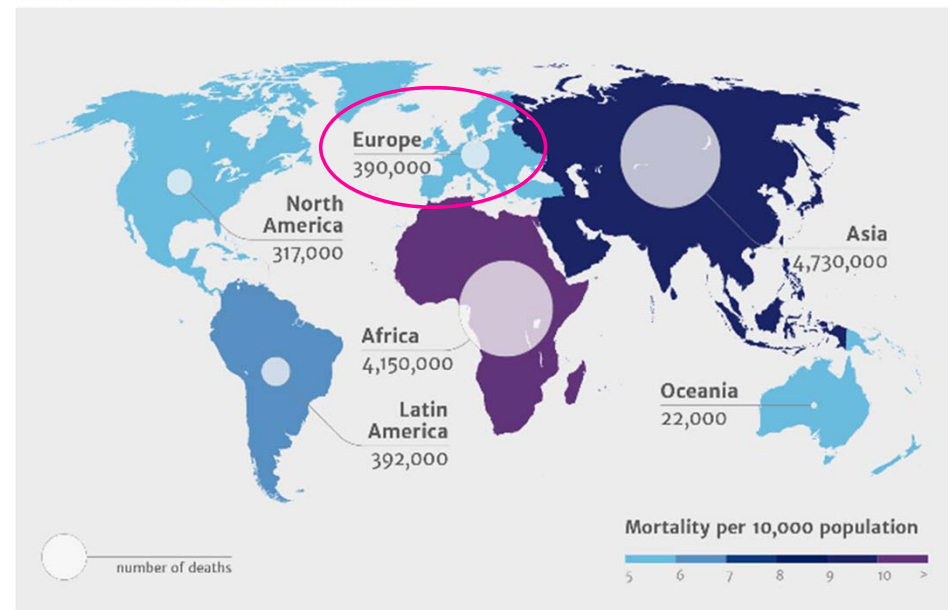 Europe
390,000
North
America
317,000
Asia
4,730,000
Africa
4,150,000
Oceania
22,000
Latin
America
392,000
Mortality per 10,000 population
5 6 7 8 9 10 >
number of deaths